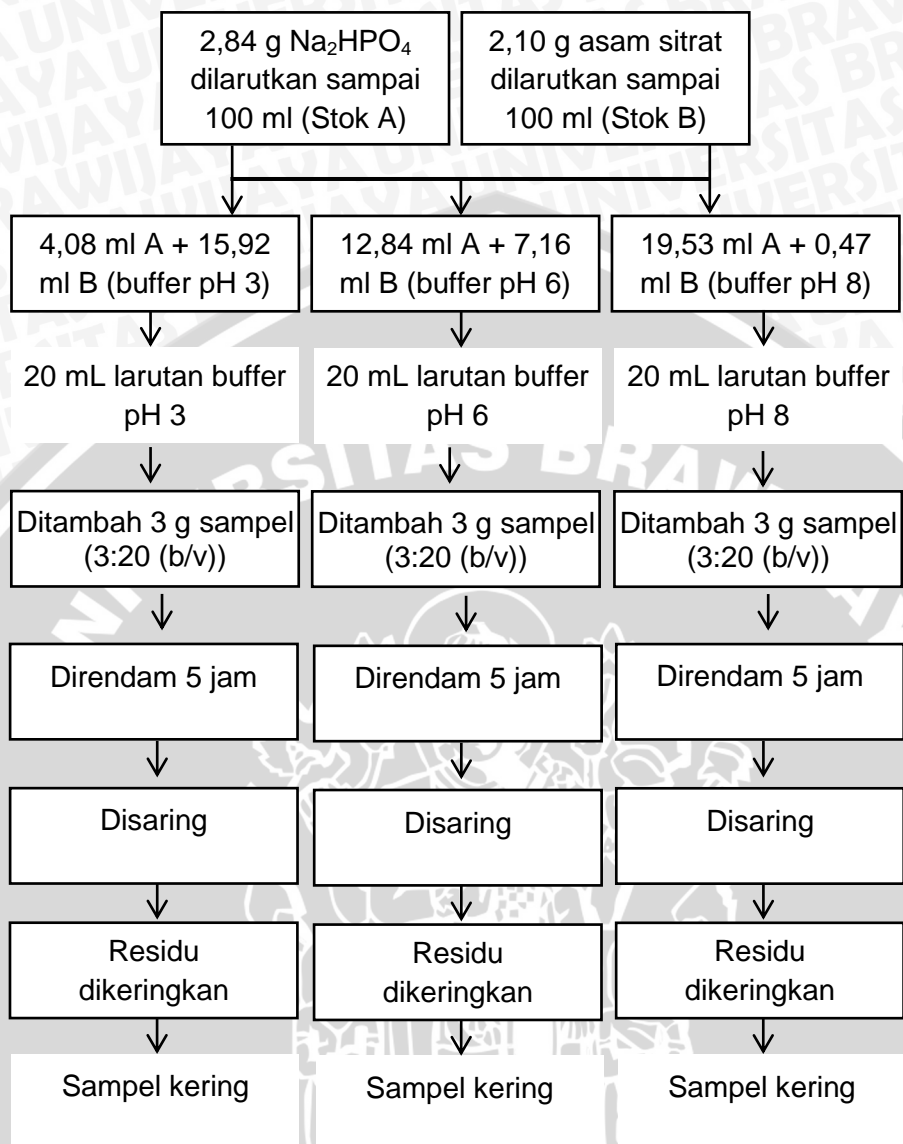 2,84 g Na₂HPO₄
dilarutkan sampai
100 ml (Stok A)
2,10 g asam sitrat
dilarutkan sampai
100 ml (Stok B)
4,08 ml A + 15,92
ml B (buffer pH 3)
12,84 ml A + 7,16
ml B (buffer pH 6)
19,53 ml A + 0,47
ml B (buffer pH 8)
20 mL larutan buffer
pH 3
20 mL larutan buffer
pH 6
20 mL larutan buffer
pH 8
Ditambah 3 g sampel
(3:20 (b/v))
Ditambah 3 g sampel
(3:20 (b/v))
Ditambah 3 g sampel
(3:20 (b/v))
Direndam 5 jam
Direndam 5 jam
Direndam 5 jam
Disaring
Disaring
Disaring
Residu
dikeringkan
Residu
dikeringkan
Residu
dikeringkan
Sampel kering
Sampel kering
Sampel kering